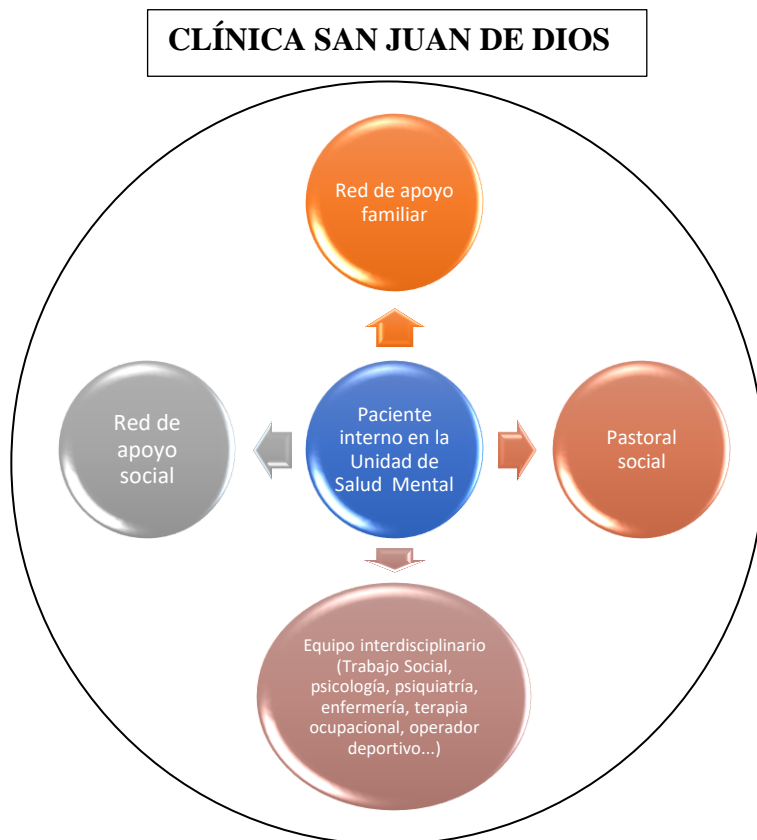 CLÍNICA SAN JUAN DE DIOS
Red de apoyo
familiar
Red de
apoyo
social
Paciente
interno en la
Unidad de
Salud Mental
Pastoral
social
Equipo interdisciplinario
(Trabajo Social,
psicología, psiquiatría,
enfermería, terapia
ocupacional, operador
deportivo...)